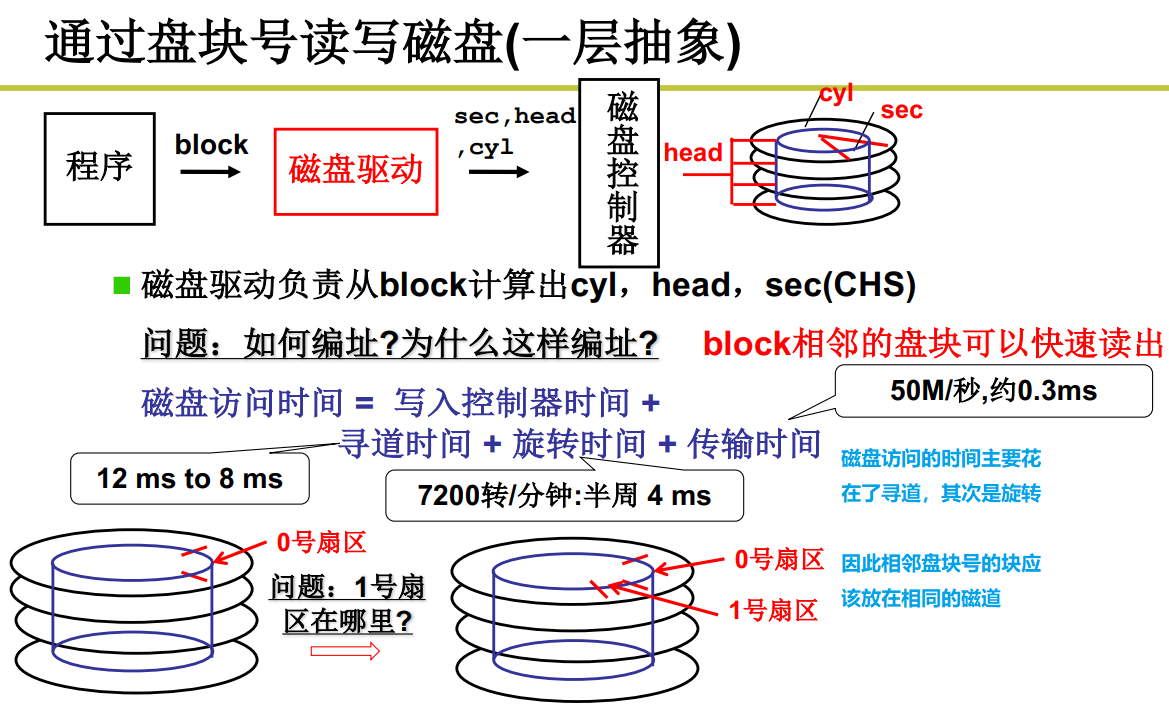 通过盘块号读写磁盘(一层抽象)
程序
block
磁盘驱动
sec,head
,cyl
磁盘控制器
head
cyl
sec
磁盘驱动负责从block计算出cyl，head，sec(CHS)
问题：如何编址?为什么这样编址?
block相邻的盘块可以快速读出
磁盘访问时间 = 写入控制器时间 +
寻道时间 + 旋转时间 + 传输时间
50M/秒,约0.3ms
12 ms to 8 ms
7200转/分钟:半周 4 ms
磁盘访问的时间主要花
在了寻道，其次是旋转
因此相邻盘块号的块应
该放在相同的磁道
0号扇区
问题：1号扇
区在哪里?
0号扇区
1号扇区